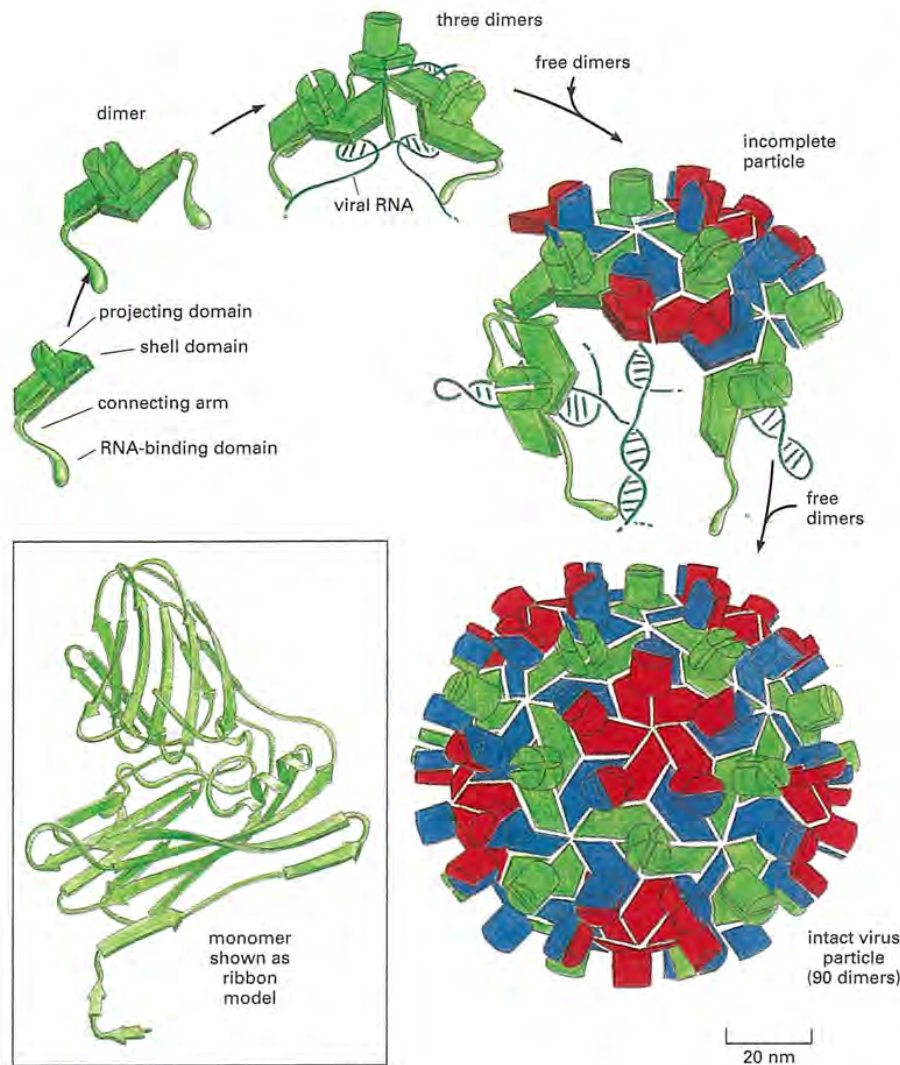 three dimers
free dimers
dimer
incomplete
particle
viral RNA
projecting domain
shell domain
connecting arm
RNA-binding domain
free
dimers
monomer
shown as
ribbon
model
intact virus
particle
(90 dimers)
20 nm